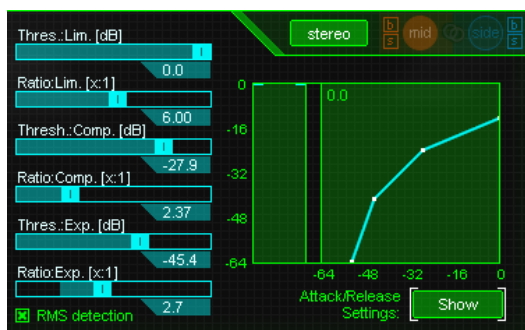 Thres.:Lim. [dB]
0.0
Ratio:Lim. [x:1]
6.00
Thresh.:Comp. [dB]
-27.9
Ratio:Comp. [x:1]
2.37
Thres.:Exp. [dB]
-45.4
Ratio:Exp. [x:1]
2.7
RMS detection
stereo
b
s
mid
side
b
s
0.0
0
-16
-32
-48
-64
-64 -48 -32 -16 0
Attack/Release
Settings:
Show